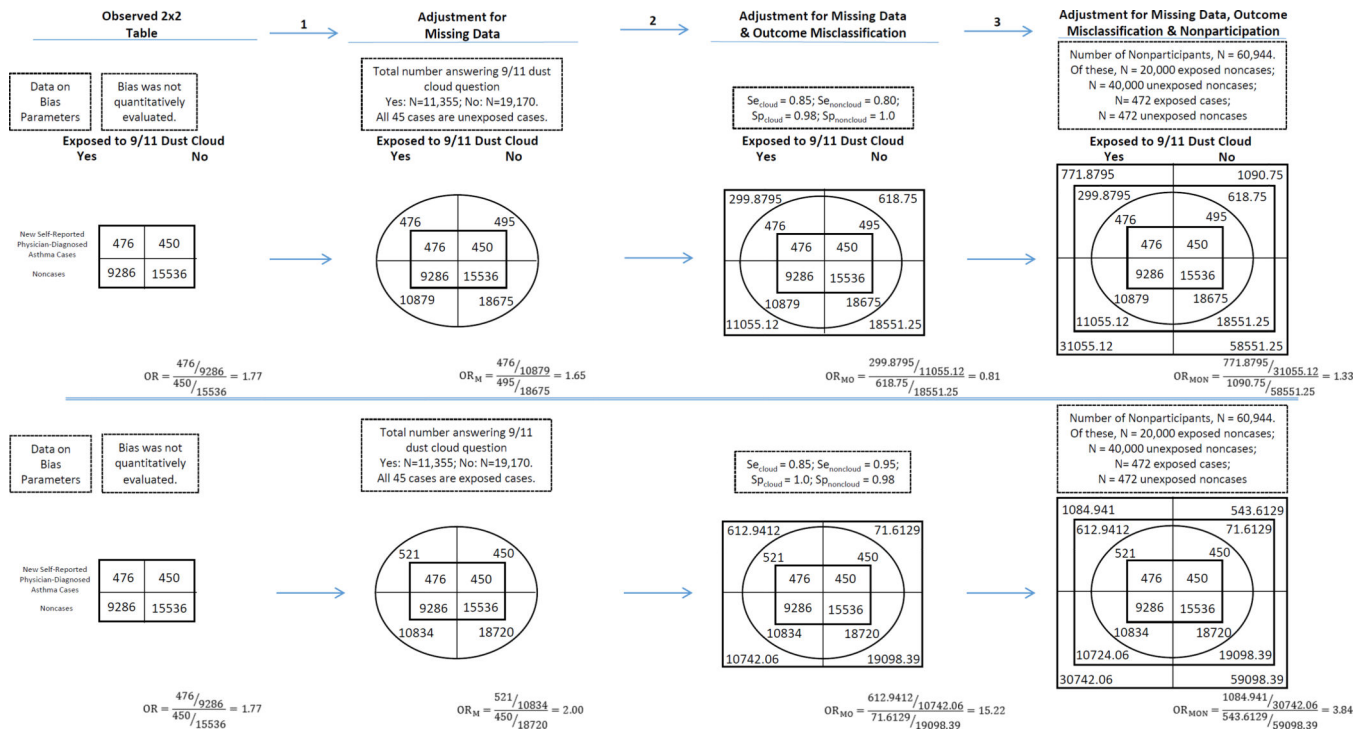 Observed 2x2
Table
1
Adjustment for
Missing Data
2
Adjustment for Missing Data
& Outcome Misclassification
3
Adjustment for Missing Data, Outcome
Misclassification & Nonparticipation
Data on
Bias
Parameters
Bias was not
quantitatively
evaluated.
Total number answering 9/11 dust
cloud question
Yes: N=11,355; No: N=19,170.
All 45 cases are unexposed cases.
Se_cloud = 0.85; Se_noncloud = 0.80;
Sp_cloud = 0.98; Sp_noncloud = 1.0
Number of Nonparticipants, N = 60,944.
Of these, N = 20,000 exposed noncases;
N = 40,000 unexposed noncases;
N= 472 exposed cases;
N = 472 unexposed noncases
Exposed to 9/11 Dust Cloud
Yes No
Exposed to 9/11 Dust Cloud
Yes No
Exposed to 9/11 Dust Cloud
Yes No
Exposed to 9/11 Dust Cloud
Yes No
New Self-Reported
Physician-Diagnosed
Asthma Cases
Noncases
476 450
9286 15536
476 495
476 450
9286 15536
10879 18675
299.8795 618.75
476 495
476 450
9286 15536
10879 18675
11055.12 18551.25
771.8795 1090.75
299.8795 618.75
476 495
476 450
9286 15536
10879 18675
11055.12 18551.25
31055.12 58551.25
OR = 476/9286 / 450/15536 = 1.77
OR_M = 476/10879 / 495/18675 = 1.65
OR_MO = 299.8795/11055.12 / 618.75/18551.25 = 0.81
OR_MON = 771.8795/31055.12 / 1090.75/58551.25 = 1.33
Data on
Bias
Parameters
Bias was not
quantitatively
evaluated.
Total number answering 9/11
dust cloud question
Yes: N=11,355; No: N=19,170.
All 45 cases are exposed cases.
Se_cloud = 0.85; Se_noncloud = 0.95;
Sp_cloud = 1.0; Sp_noncloud = 0.98
Number of Nonparticipants, N = 60,944.
Of these, N = 20,000 exposed noncases;
N = 40,000 unexposed noncases;
N= 472 exposed cases;
N = 472 unexposed noncases
New Self-Reported
Physician-Diagnosed
Asthma Cases
Noncases
476 450
9286 15536
521 450
476 450
9286 15536
10834 18720
612.9412 71.6129
521 450
476 450
9286 15536
10834 18720
10742.06 19098.39
1084.941 543.6129
612.9412 71.6129
521 450
476 450
9286 15536
10834 18720
10724.06 19098.39
30742.06 59098.39
OR = 476/9286 / 450/15536 = 1.77
OR_M = 521/10834 / 450/18720 = 2.00
OR_MO = 612.9412/10742.06 / 71.6129/19098.39 = 15.22
OR_MON = 1084.941/30742.06 / 543.6129/59098.39 = 3.84